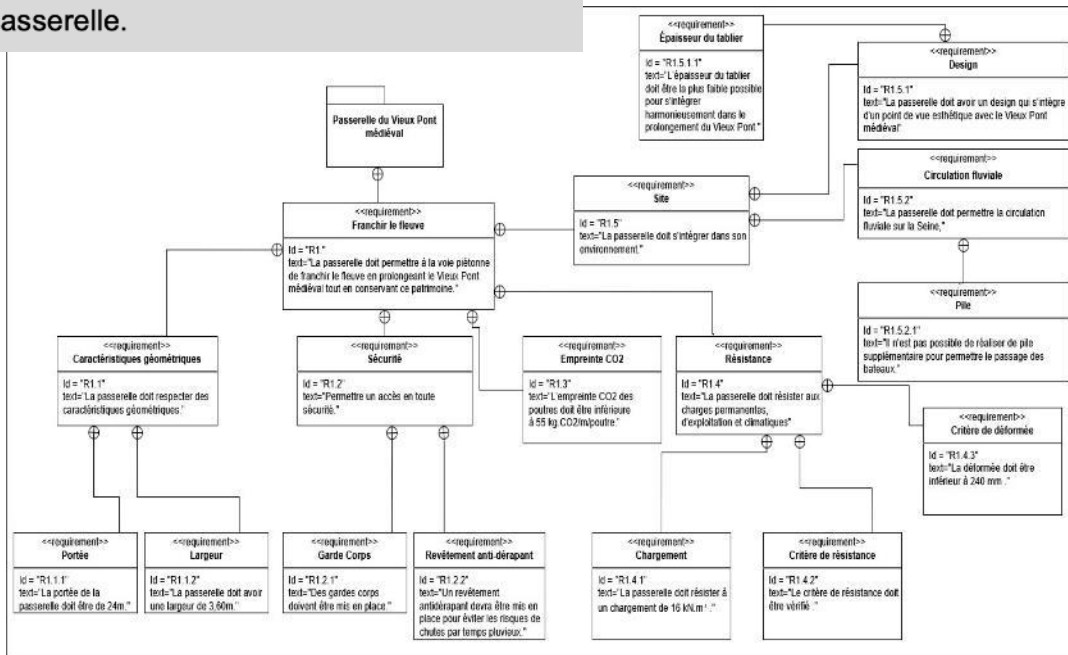 asserelle.
<<requirement>>
Épaisseur du tablier
Id = "R1.5.1.1"
text="L'épaisseur du tablier
doit être la plus faible possible
pour s'intégrer
harmonieusement dans le
prolongement du Vieux Pont."
<<requirement>>
Design
Id = "R1.5.1"
text="La passerelle doit avoir un design qui s'intègre
d'un point de vue esthétique avec le Vieux Pont
médiéval"
Passerelle du Vieux Pont
médiéval
<<requirement>>
Site
Id = "R1.5"
text="La passerelle doit s'intégrer dans son
environnement."
<<requirement>>
Circulation fluviale
Id = "R1.5.2"
text="La passerelle doit permettre la circulation
fluviale sur la Seine,"
<<requirement>>
Franchir le fleuve
Id = "R1."
text="La passerelle doit permettre à la voie piétonne
de franchir le fleuve en prolongeant le Vieux Pont
médiéval tout en conservant ce patrimoine."
<<requirement>>
Pile
Id = "R1.5.2.1"
text="Il n'est pas possible de réaliser de pile
supplémentaire pour permettre le passage des
bateaux."
<<requirement>>
Caractéristiques géométriques
Id = "R1.1"
text="La passerelle doit respecter des
caractéristiques géométriques."
<<requirement>>
Sécurité
Id = "R1.2"
text="Permettre un accès en toute
sécurité."
<<requirement>>
Empreinte CO2
Id = "R1.3"
text="L'empreinte CO2 des
poutres doit être inférieure
à 55 kg.CO2/m/poutre."
<<requirement>>
Résistance
Id = "R1.4"
text="La passerelle doit résister aux
charges permanentes,
d'exploitation et climatiques"
<<requirement>>
Critère de déformée
Id = "R1.4.3"
text="La déformée doit être
inférieur à 240 mm ."
<<requirement>>
Portée
Id = "R1.1.1"
text="La portée de la
passerelle doit être de 24m."
<<requirement>>
Largeur
Id = "R1.1.2"
text="La passerelle doit avoir
une largeur de 3,60m."
<<requirement>>
Garde Corps
Id = "R1.2.1"
text="Des gardes corps
doivent être mis en place."
<<requirement>>
Revêtement anti-dérapant
Id = "R1.2.2"
text="Un revêtement
antidérapant devra être mis en
place pour éviter les risques de
chutes par temps pluvieux."
<<requirement>>
Chargement
Id = "R1.4.1"
text="La passerelle doit résister à
un chargement de 16 kN.m⁻¹ ."
<<requirement>>
Critère de résistance
Id = "R1.4.2"
text="Le critère de résistance doit
être vérifié ."